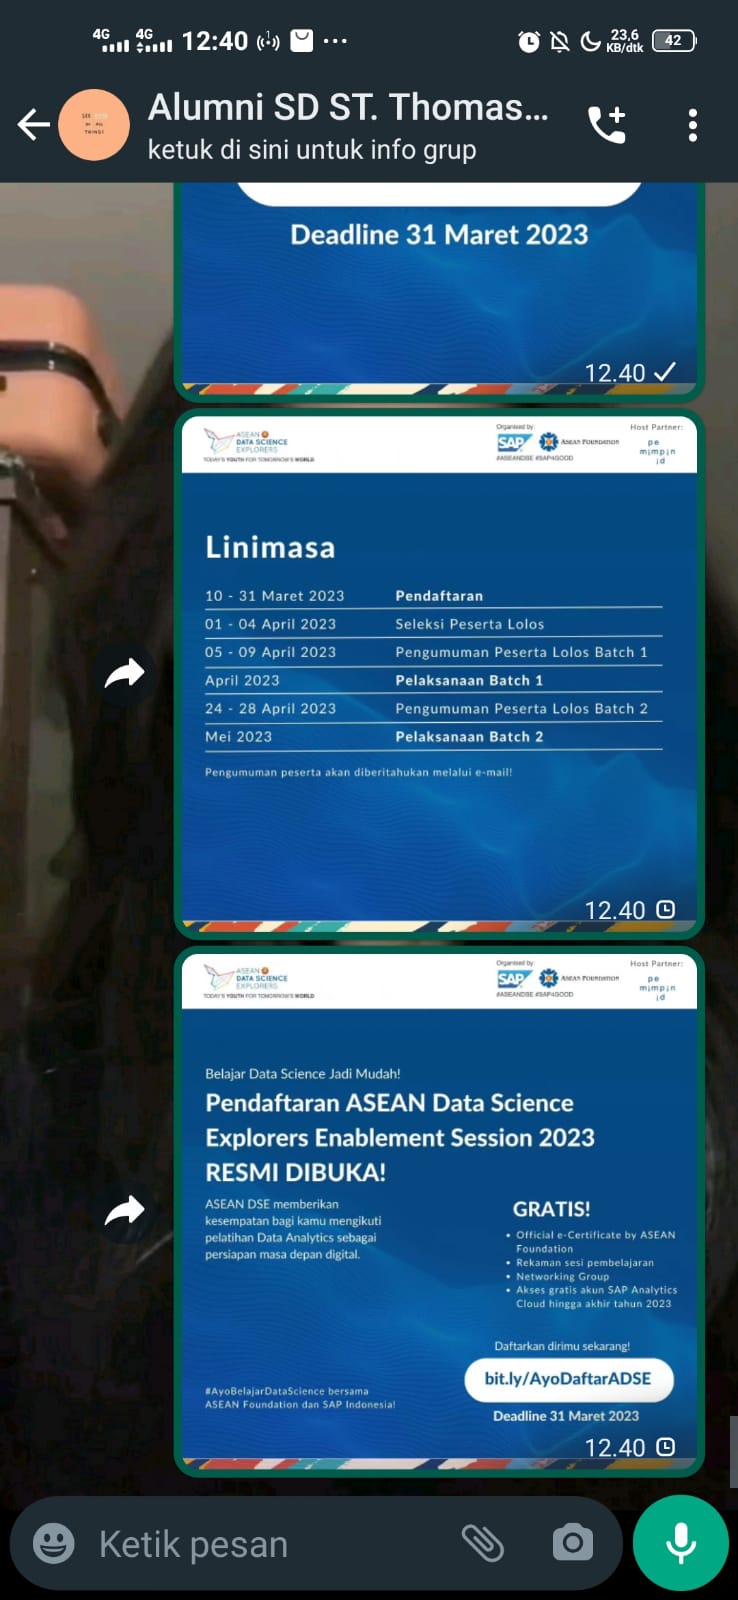 4G 4G 12:40 23,6 KB/dtk 42
Alumni SD ST. Thomas...
ketuk di sini untuk info grup
Deadline 31 Maret 2023
12.40
ASEAN
DATA SCIENCE
EXPLORERS
TODAY'S YOUTH FOR TOMORROW'S WORLD
Organised by:
SAP ASEAN FOUNDATION
#ASEANDSE #SAP4GOOD
Host Partner:
pe
mimpin
id
Linimasa
10 - 31 Maret 2023 Pendaftaran
01 - 04 April 2023 Seleksi Peserta Lolos
05 - 09 April 2023 Pengumuman Peserta Lolos Batch 1
April 2023 Pelaksanaan Batch 1
24 - 28 April 2023 Pengumuman Peserta Lolos Batch 2
Mei 2023 Pelaksanaan Batch 2
Pengumuman peserta akan diberitahukan melalui e-mail!
12.40
ASEAN
DATA SCIENCE
EXPLORERS
TODAY'S YOUTH FOR TOMORROW'S WORLD
Organised by:
SAP ASEAN FOUNDATION
#ASEANDSE #SAP4GOOD
Host Partner:
pe
mimpin
id
Belajar Data Science Jadi Mudah!
Pendaftaran ASEAN Data Science
Explorers Enablement Session 2023
RESMI DIBUKA!
ASEAN DSE memberikan
kesempatan bagi kamu mengikuti
pelatihan Data Analytics sebagai
persiapan masa depan digital.
GRATIS!
• Official e-Certificate by ASEAN
Foundation
• Rekaman sesi pembelajaran
• Networking Group
• Akses gratis akun SAP Analytics
Cloud hingga akhir tahun 2023
Daftarkan dirimu sekarang!
bit.ly/AyoDaftarADSE
Deadline 31 Maret 2023
#AyoBelajarDataScience bersama
ASEAN Foundation dan SAP Indonesia!
12.40
Ketik pesan